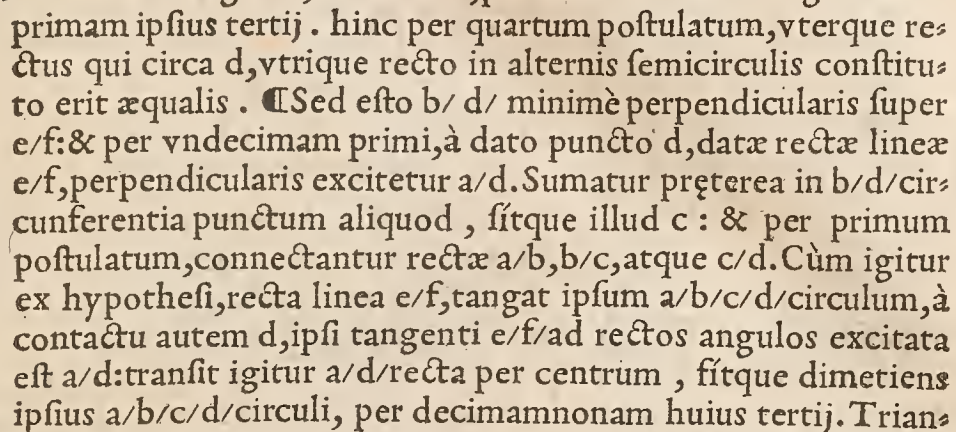 primam ipſius tertij . hinc per quartum poſtulatum,vterque re⸗
ctus qui circa d,vtrique recto in alternis ſemicirculis conſtitu⸗
to erit æqualis . ⁋Sed eſto b/ d/ minimè perpendicularis ſuper
e/f:& per vndecimam primi,à dato puncto d,datæ rectæ lineæ
e/f,perpendicularis excitetur a/d.Sumatur pręterea in b/d/cir⸗
cunferentia punctum aliquod , ſítque illud c : & per primum
poſtulatum,connectantur rectæ a/b,b/c,atque c/d.Cùm igitur
ex hypotheſi,recta linea e/f,tangat ipſum a/b/c/d/circulum,à
contactu autem d,ipſi tangenti e/f/ad rectos angulos excitata
eſt a/d:tranſit igitur a/d/recta per centrum , ſítque dimetiens
ipſius a/b/c/d/circuli, per decimamnonam huius tertij.Trian⸗